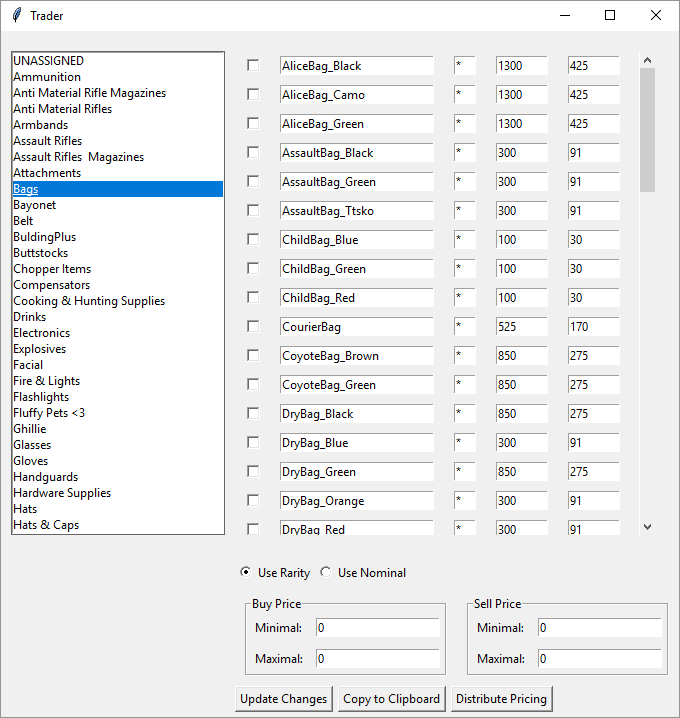 Trader
UNASSIGNED
Ammunition
Anti Material Rifle Magazines
Anti Material Rifles
Armbands
Assault Rifles
Assault Rifles  Magazines
Attachments
Bags
Bayonet
Belt
BuldingPlus
Buttstocks
Chopper Items
Compensators
Cooking & Hunting Supplies
Drinks
Electronics
Explosives
Facial
Fire & Lights
Flashlights
Fluffy Pets <3
Ghillie
Glasses
Gloves
Handguards
Hardware Supplies
Hats
Hats & Caps
AliceBag_Black * 1300 425
AliceBag_Camo * 1300 425
AliceBag_Green * 1300 425
AssaultBag_Black * 300 91
AssaultBag_Green * 300 91
AssaultBag_Ttsko * 300 91
ChildBag_Blue * 100 30
ChildBag_Green * 100 30
ChildBag_Red * 100 30
CourierBag * 525 170
CoyoteBag_Brown * 850 275
CoyoteBag_Green * 850 275
DryBag_Black * 850 275
DryBag_Blue * 300 91
DryBag_Green * 850 275
DryBag_Orange * 300 91
DryBag_Red * 300 91
Use Rarity Use Nominal
Buy Price Sell Price
Minimal: 0 Minimal: 0
Maximal: 0 Maximal: 0
Update Changes Copy to Clipboard Distribute Pricing